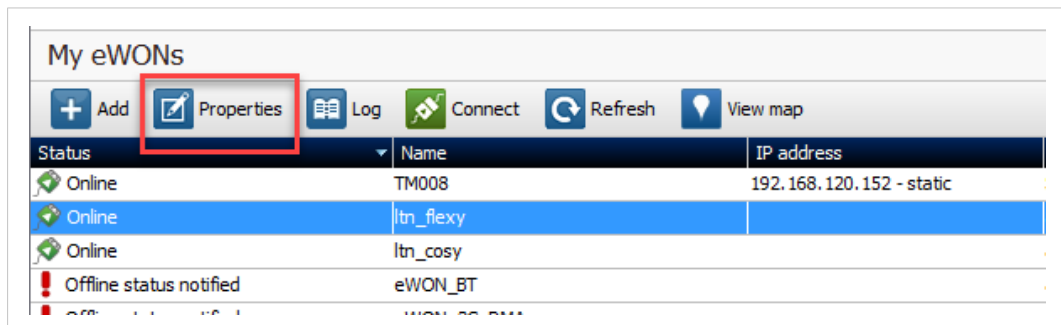 My eWONs
Add Properties Log Connect Refresh View map
Status Name IP address
Online TM008 192.168.120.152 - static
Online ltn_flexy
Online ltn_cosy
Offline status notified eWON_BT